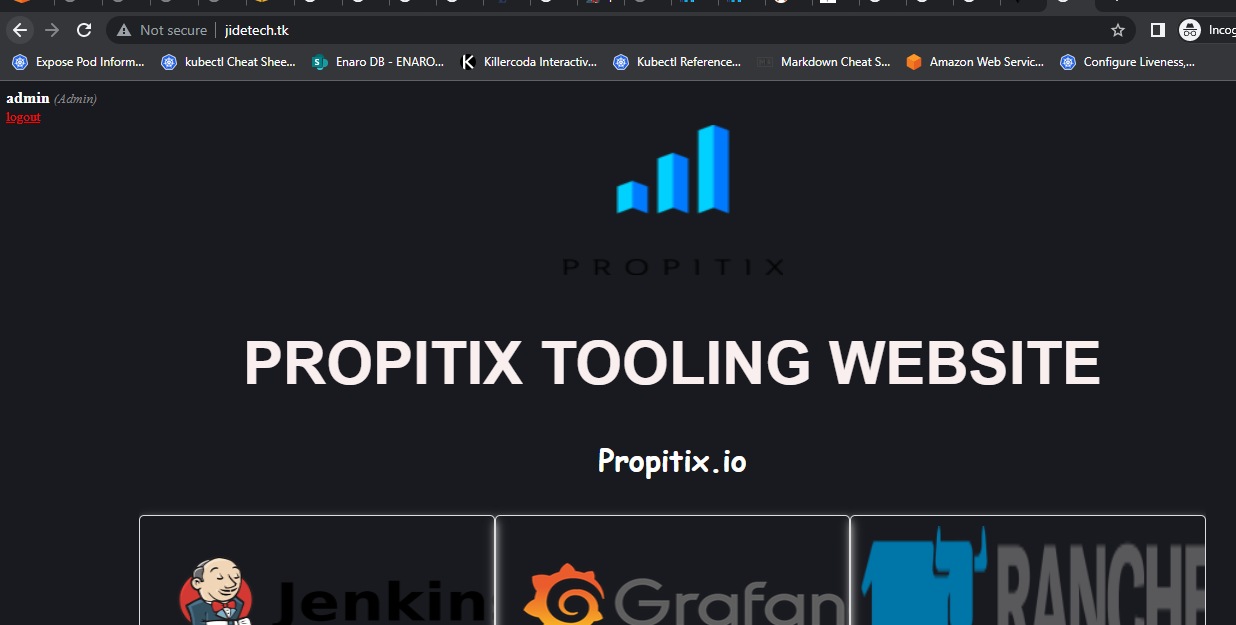 Not secure jidetech.tk Incog
Expose Pod Inform... kubectl Cheat Shee... Enaro DB - ENARO... Killercoda Interactiv... Kubectl Reference... Markdown Cheat S... Amazon Web Servic... Configure Liveness,...
admin (Admin)
logout
PROPITIX
PROPITIX TOOLING WEBSITE
Propitix.io
Jenkin Grafan RANCHE